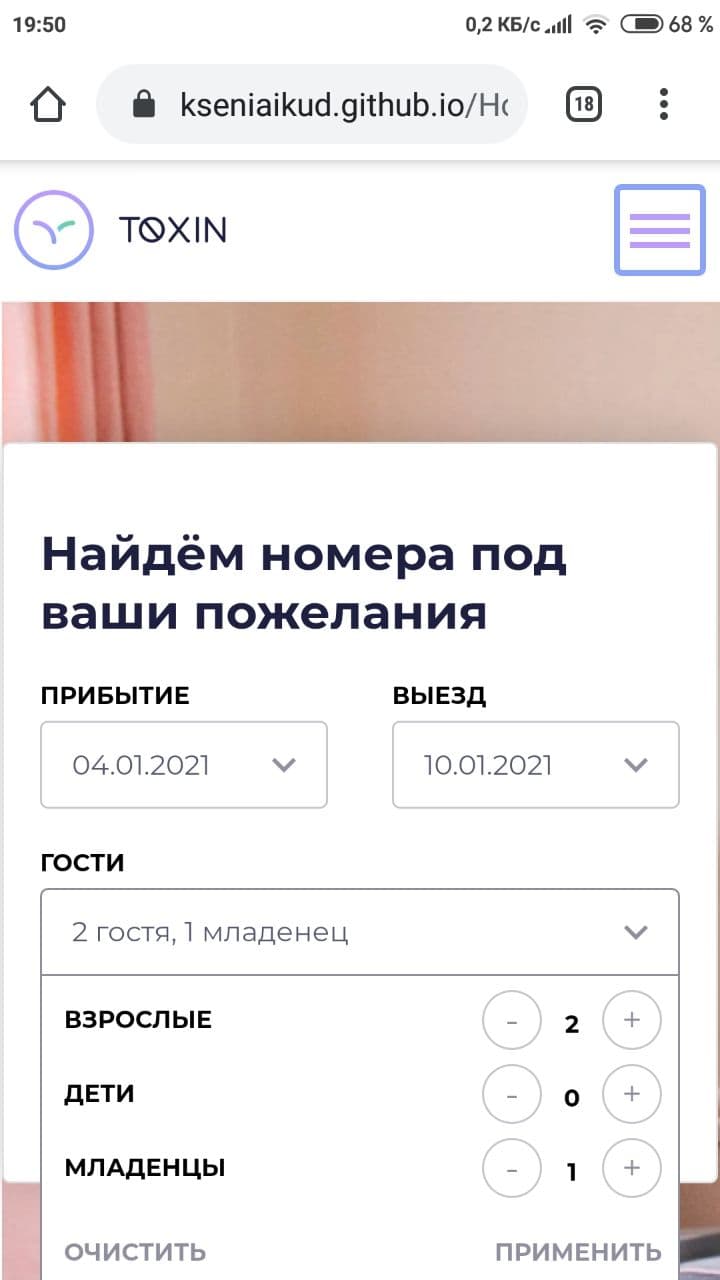 19:50 0,2 КБ/с 68 %
kseniaikud.github.io/Hc 18
TOXIN
Найдём номера под
ваши пожелания
ПРИБЫТИЕ ВЫЕЗД
04.01.2021 10.01.2021
ГОСТИ
2 гостя, 1 младенец
ВЗРОСЛЫЕ - 2 +
ДЕТИ - 0 +
МЛАДЕНЦЫ - 1 +
ОЧИСТИТЬ ПРИМЕНИТЬ